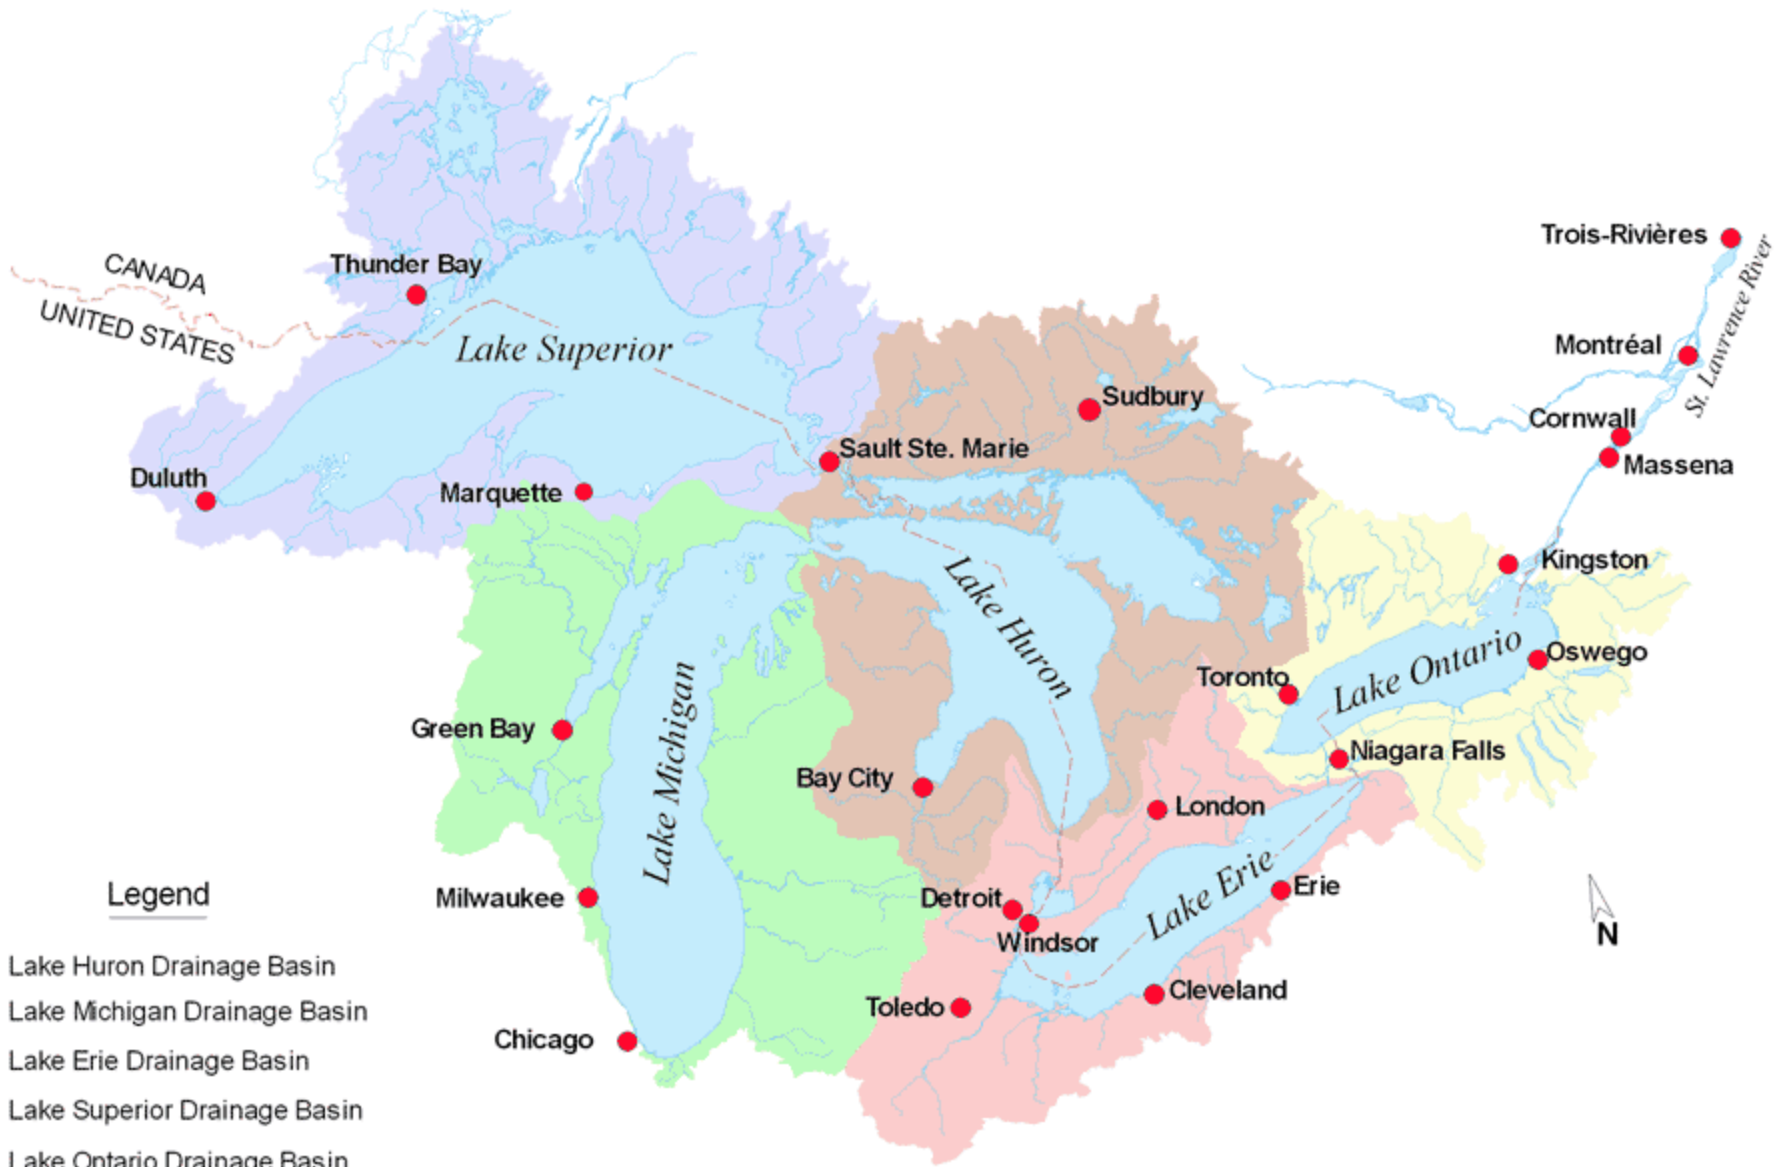 CANADA
UNITED STATES
Thunder Bay
Lake Superior
Duluth
Marquette
Sault Ste. Marie
Sudbury
Trois-Rivières
Montréal
St. Lawrence River
Cornwall
Massena
Kingston
Lake Huron
Lake Ontario
Oswego
Toronto
Niagara Falls
Green Bay
Lake Michigan
Bay City
London
Milwaukee
Detroit
Windsor
Lake Erie
Erie
Cleveland
Toledo
Chicago
N
Legend
Lake Huron Drainage Basin
Lake Michigan Drainage Basin
Lake Erie Drainage Basin
Lake Superior Drainage Basin
Lake Ontario Drainage Basin